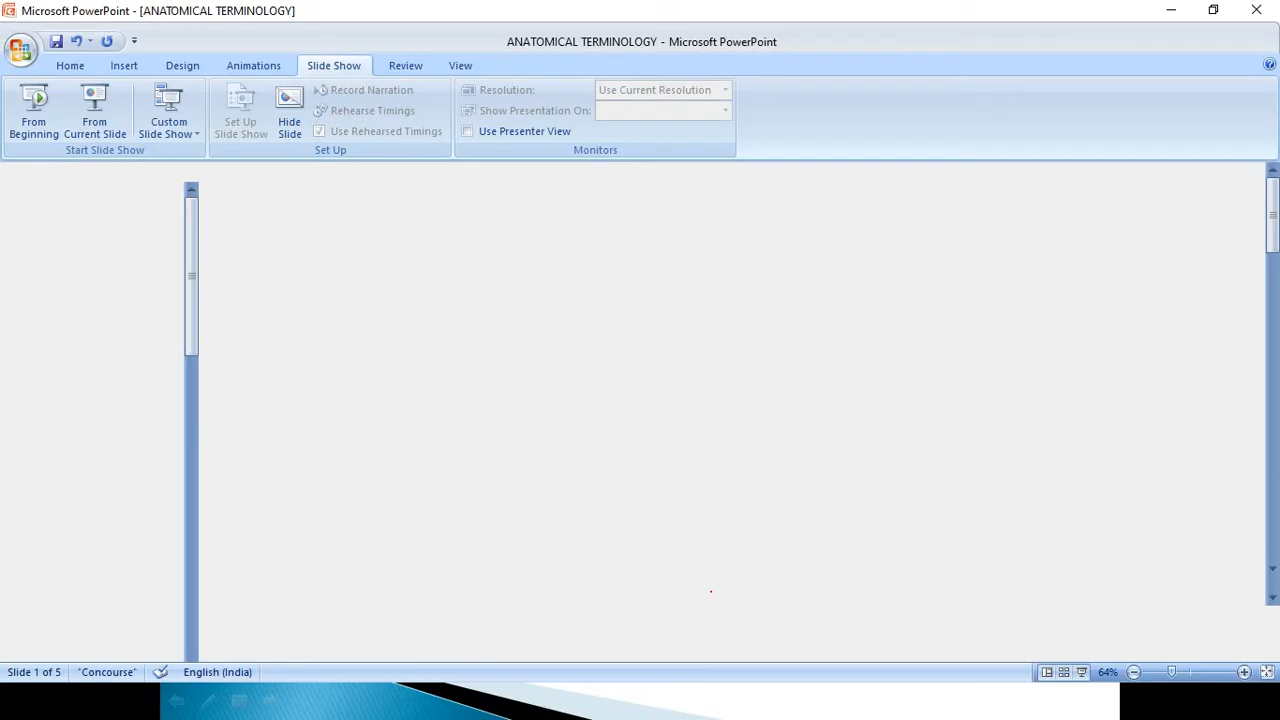 Microsoft PowerPoint - [ANATOMICAL TERMINOLOGY]
ANATOMICAL TERMINOLOGY - Microsoft PowerPoint
Home Insert Design Animations Slide Show Review View
From Beginning
From Current Slide
Custom Slide Show
Start Slide Show
Set Up Slide Show
Hide Slide
Record Narration
Rehearse Timings
Use Rehearsed Timings
Set Up
Resolution: Use Current Resolution
Show Presentation On:
Use Presenter View
Monitors
Slide 1 of 5 "Concourse" English (India) 64%